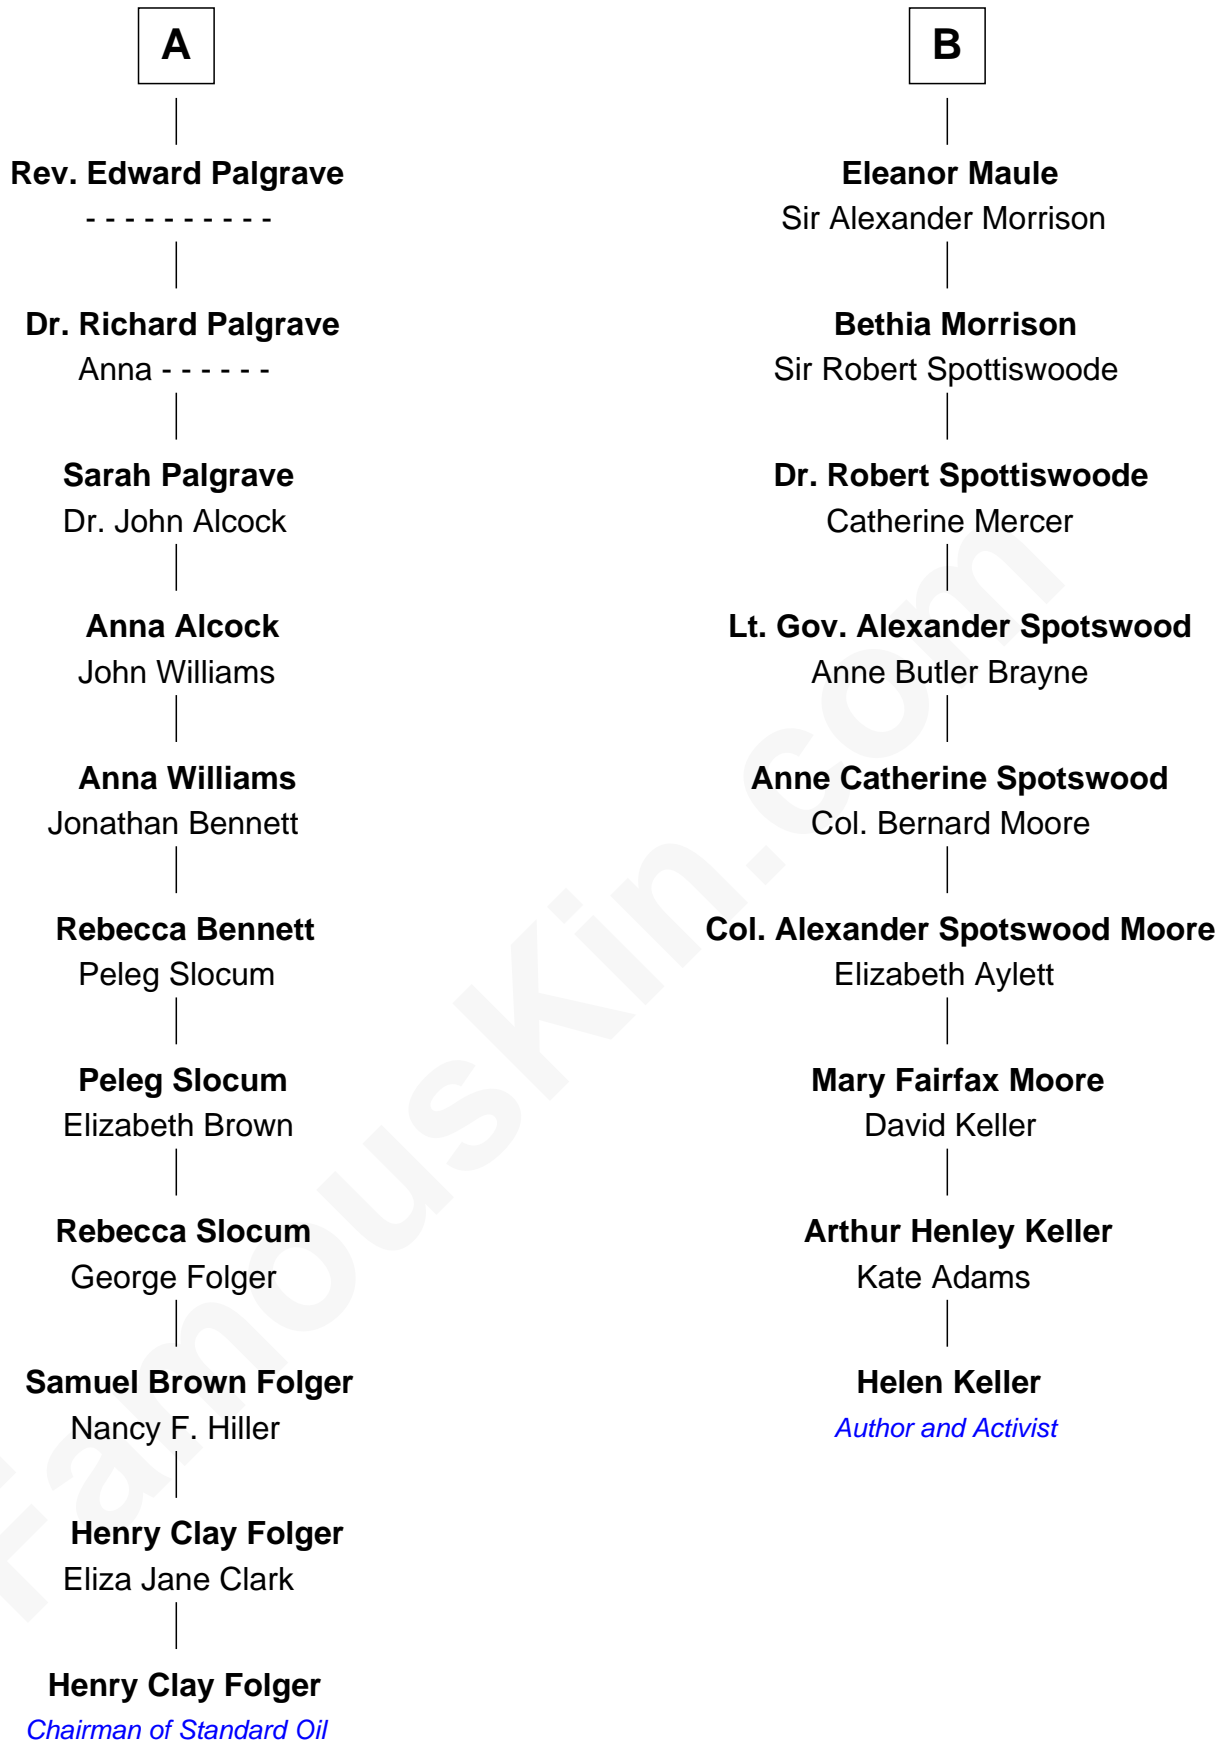 A
Rev. Edward Palgrave
- - - - - - - - - -
Dr. Richard Palgrave
Anna - - - - - -
Sarah Palgrave
Dr. John Alcock
Anna Alcock
John Williams
Anna Williams
Jonathan Bennett
Rebecca Bennett
Peleg Slocum
Peleg Slocum
Elizabeth Brown
Rebecca Slocum
George Folger
Samuel Brown Folger
Nancy F. Hiller
Henry Clay Folger
Eliza Jane Clark
Henry Clay Folger
Chairman of Standard Oil
B
Eleanor Maule
Sir Alexander Morrison
Bethia Morrison
Sir Robert Spottiswoode
Dr. Robert Spottiswoode
Catherine Mercer
Lt. Gov. Alexander Spotswood
Anne Butler Brayne
Anne Catherine Spotswood
Col. Bernard Moore
Col. Alexander Spotswood Moore
Elizabeth Aylett
Mary Fairfax Moore
David Keller
Arthur Henley Keller
Kate Adams
Helen Keller
Author and Activist
FamousKin.com